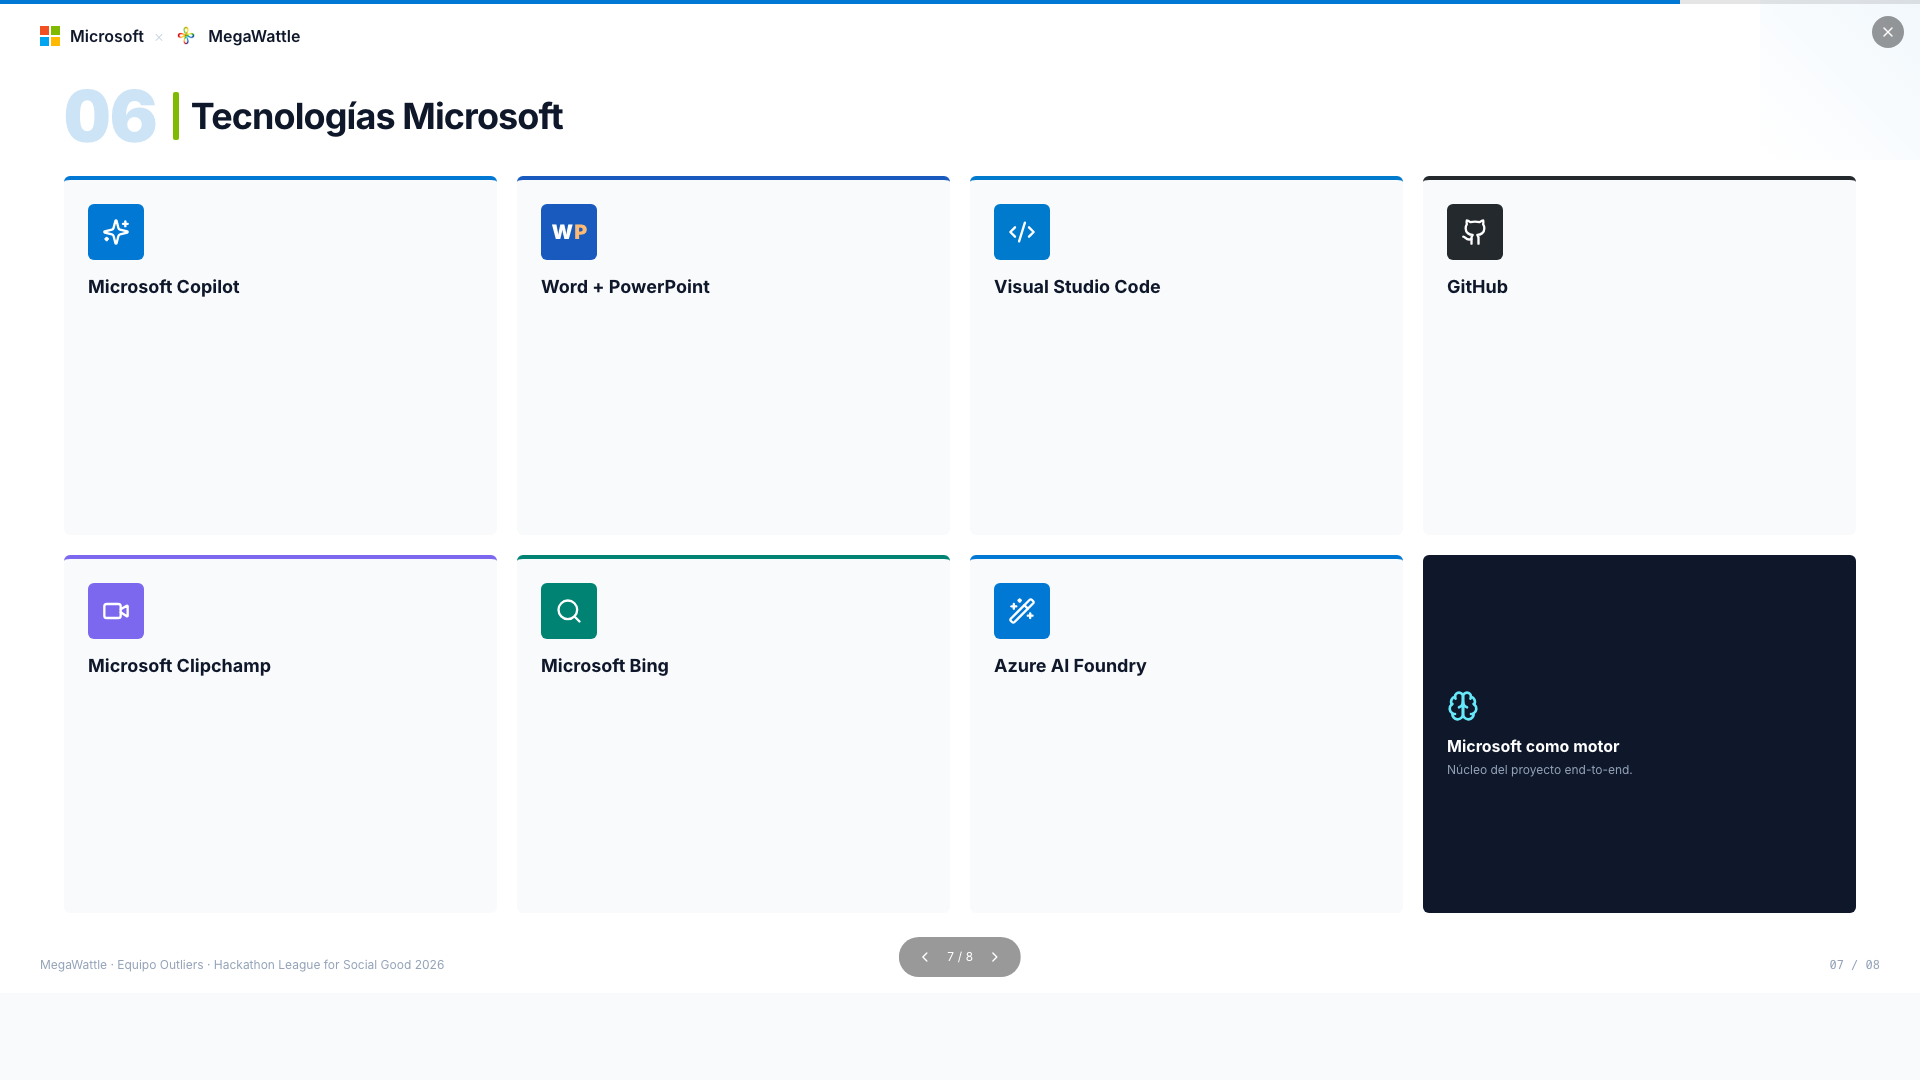 Microsoft × MegaWattle
06 Tecnologías Microsoft
Microsoft Copilot
WP
Word + PowerPoint
Visual Studio Code
GitHub
Microsoft Clipchamp
Microsoft Bing
Azure AI Foundry
Microsoft como motor
Núcleo del proyecto end-to-end.
MegaWattle · Equipo Outliers · Hackathon League for Social Good 2026
7 / 8
07 / 08